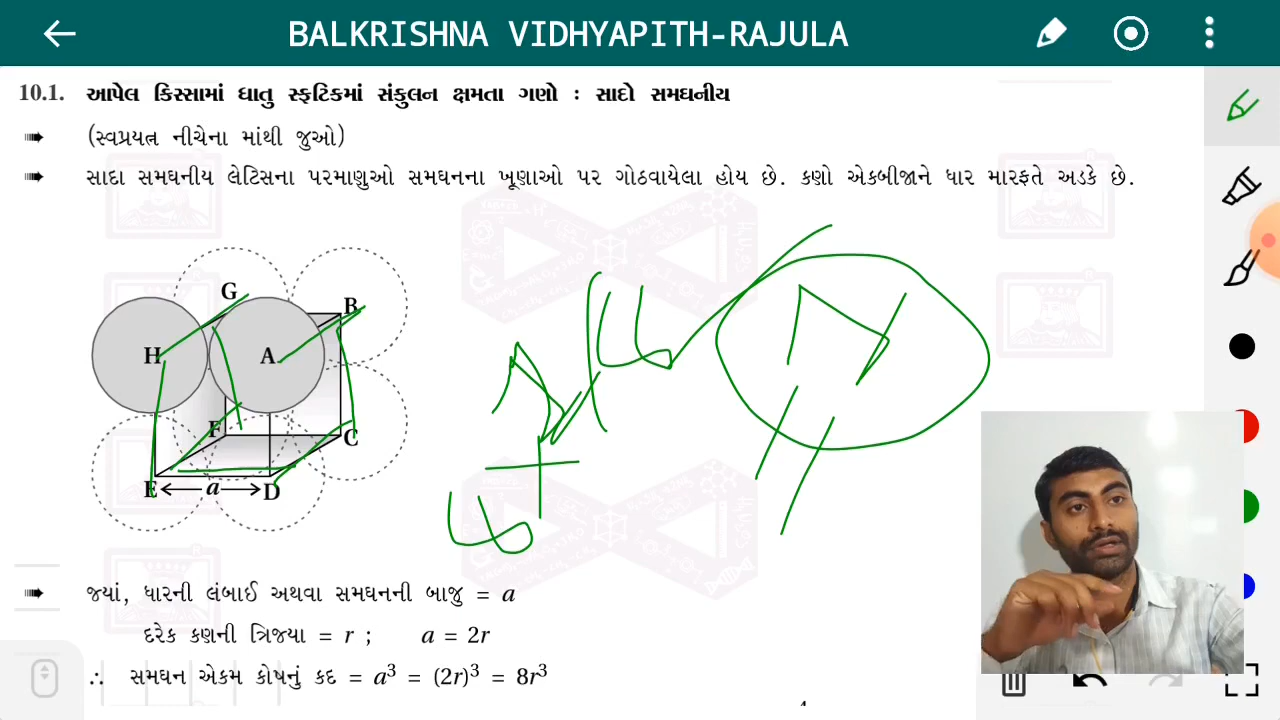 BALKRISHNA VIDHYAPITH-RAJULA
10.1. આપેલ કિસ્સામાં ધાતુ સ્ફટિકમાં સંકુલન ક્ષમતા ગણો : સાદો સમઘનીય
➠ (સ્વપ્રયત્ન નીચેના માંથી જુઓ)
➠ સાદા સમઘનીય લેટિસના પરમાણુઓ સમઘનના ખૂણાઓ પર ગોઠવાયેલા હોય છે. કણો એકબીજાને ધાર મારફતે અડકે છે.
G
B
H A
F
C
E a D
➠ જ્યાં, ધારની લંબાઈ અથવા સમઘનની બાજુ = a
દરેક કણની ત્રિજ્યા = r ; a = 2r
∴ સમઘન એકમ કોષનું કદ = a³ = (2r)³ = 8r³